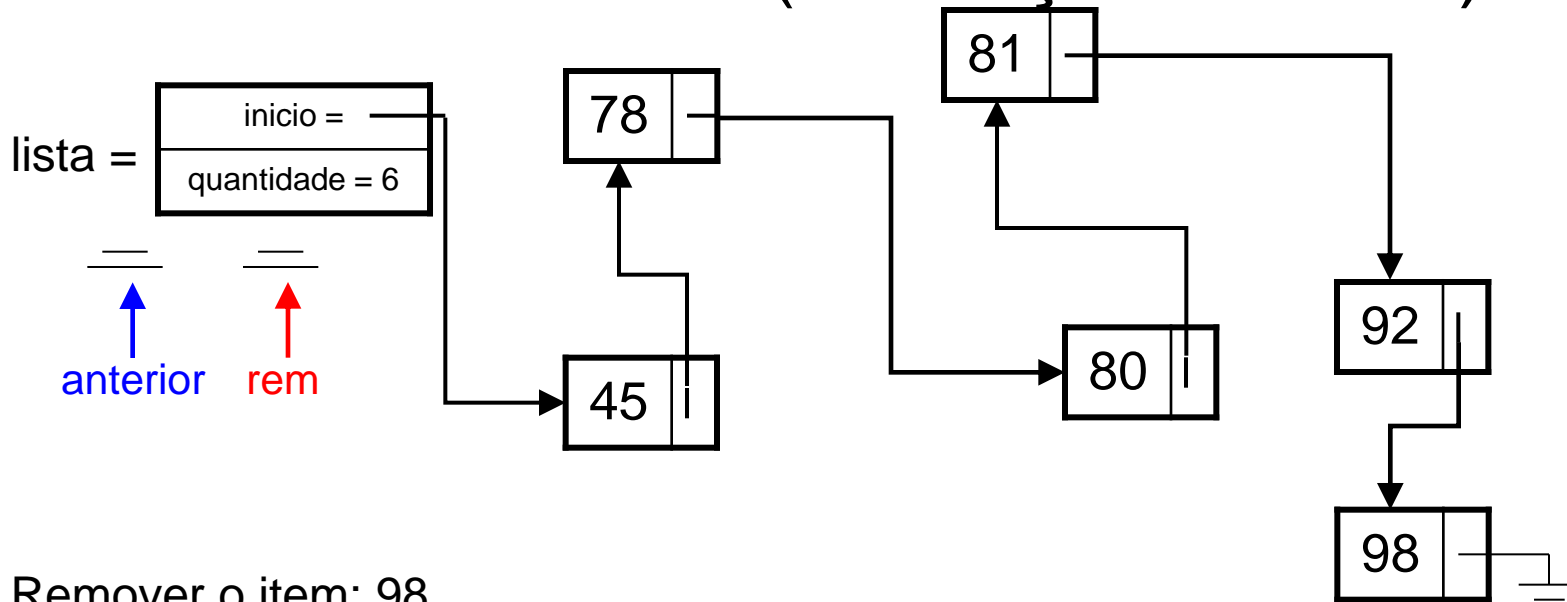 81
inicio =
78
lista =
quantidade = 6
92
80
anterior rem
45
98
Remover o item: 98